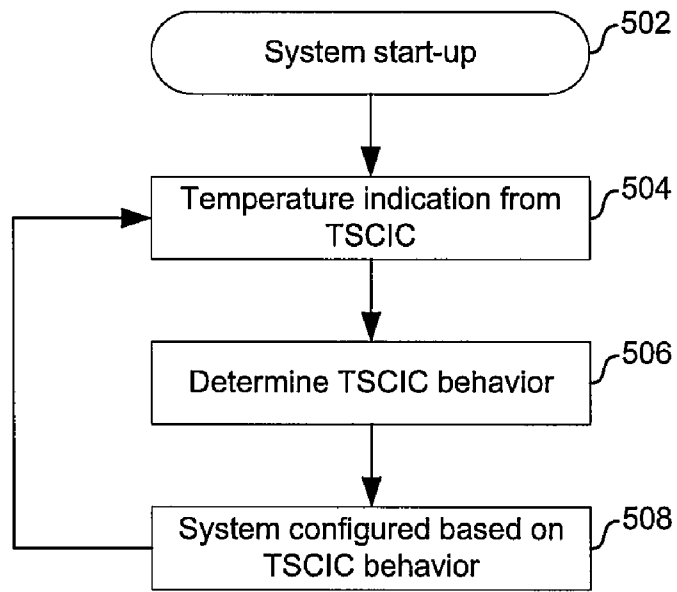 System start-up
502
Temperature indication from
TSCIC
504
Determine TSCIC behavior
506
System configured based on
TSCIC behavior
508